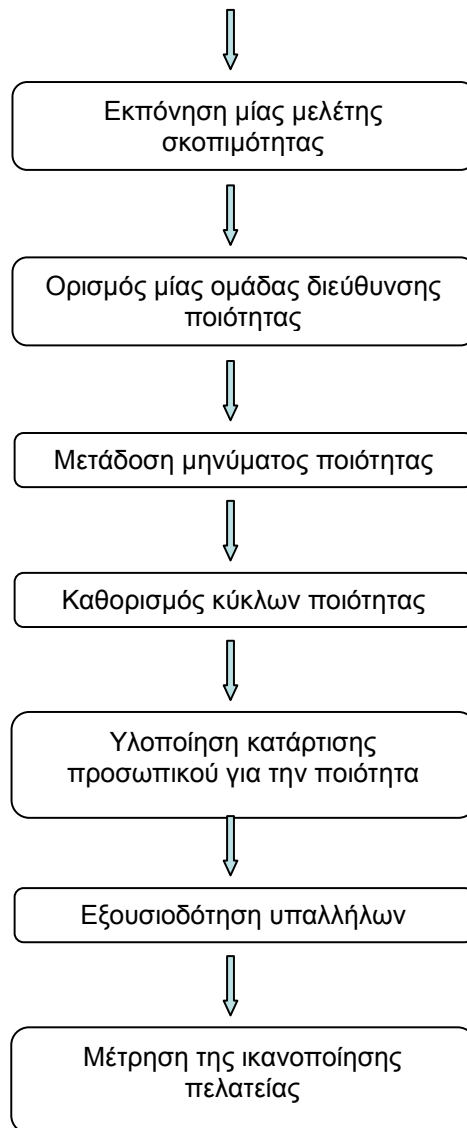 Εκπόνηση μίας μελέτης
σκοπιμότητας
Ορισμός μίας ομάδας διεύθυνσης
ποιότητας
Μετάδοση μηνύματος ποιότητας
Καθορισμός κύκλων ποιότητας
Υλοποίηση κατάρτισης
προσωπικού για την ποιότητα
Εξουσιοδότηση υπαλλήλων
Μέτρηση της ικανοποίησης
πελατείας